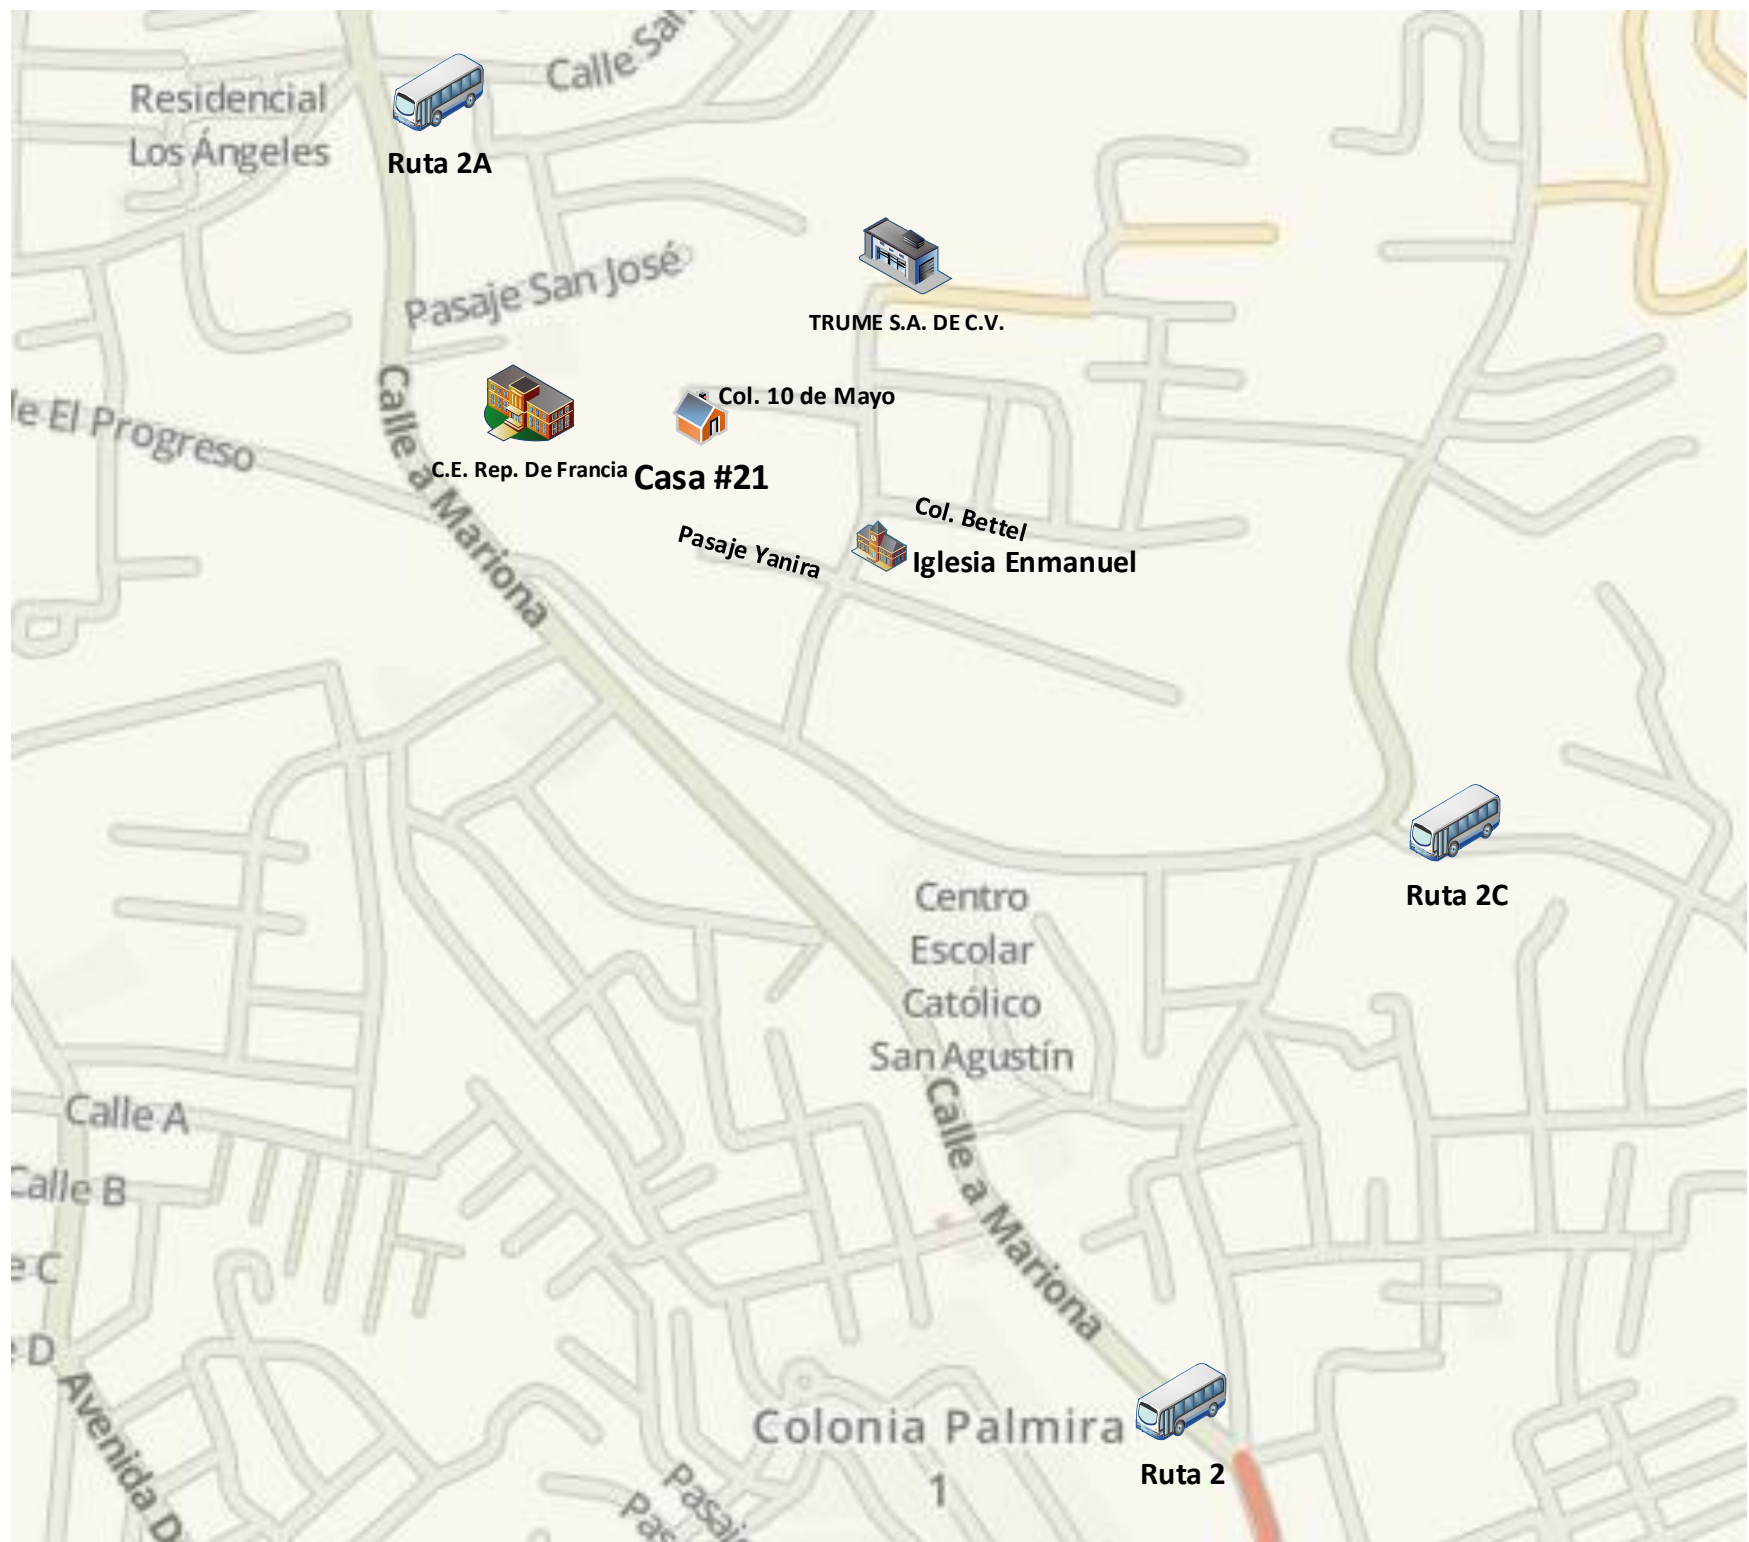 Calle San
Residencial
Los Ángeles
Ruta 2A
Pasaje San José
TRUME S.A. DE C.V.
Calle a Mariona
Col. 10 de Mayo
le El Progreso
C.E. Rep. De Francia
Casa #21
Col. Bettel
Pasaje Yanira
Iglesia Enmanuel
Ruta 2C
Centro
Escolar
Católico
San Agustín
Calle A
Calle a Mariona
Calle B
e C
e D
Avenida D
Colonia Palmira
1
Ruta 2
Pasaje
Pas